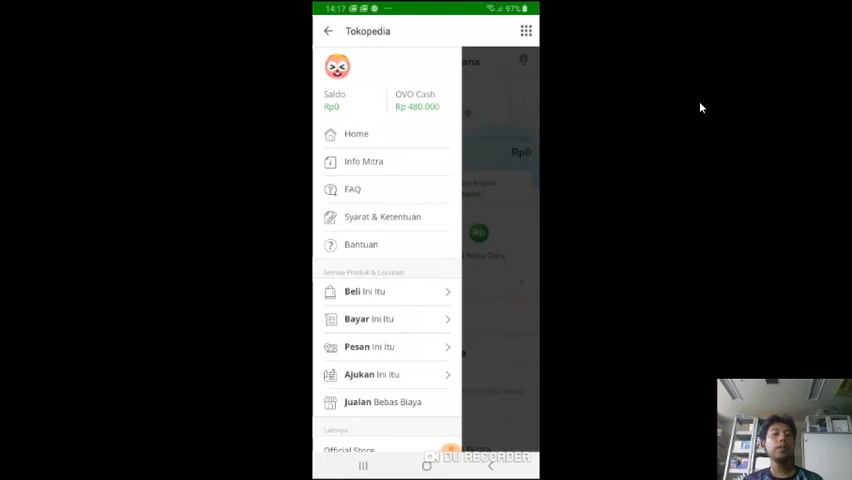 14:17
97%
Tokopedia
ana
Saldo
OVO Cash
Rp0
Rp 480.000
Home
Rp0
Info Mitra
FAQ
Syarat & Ketentuan
Rp
Bantuan
Semua Produk & Layanan
Beli Ini Itu
Bayar Ini Itu
Pesan Ini Itu
Ajukan Ini Itu
Jualan Bebas Biaya
Lainnya
Official Store
DU RECORDER